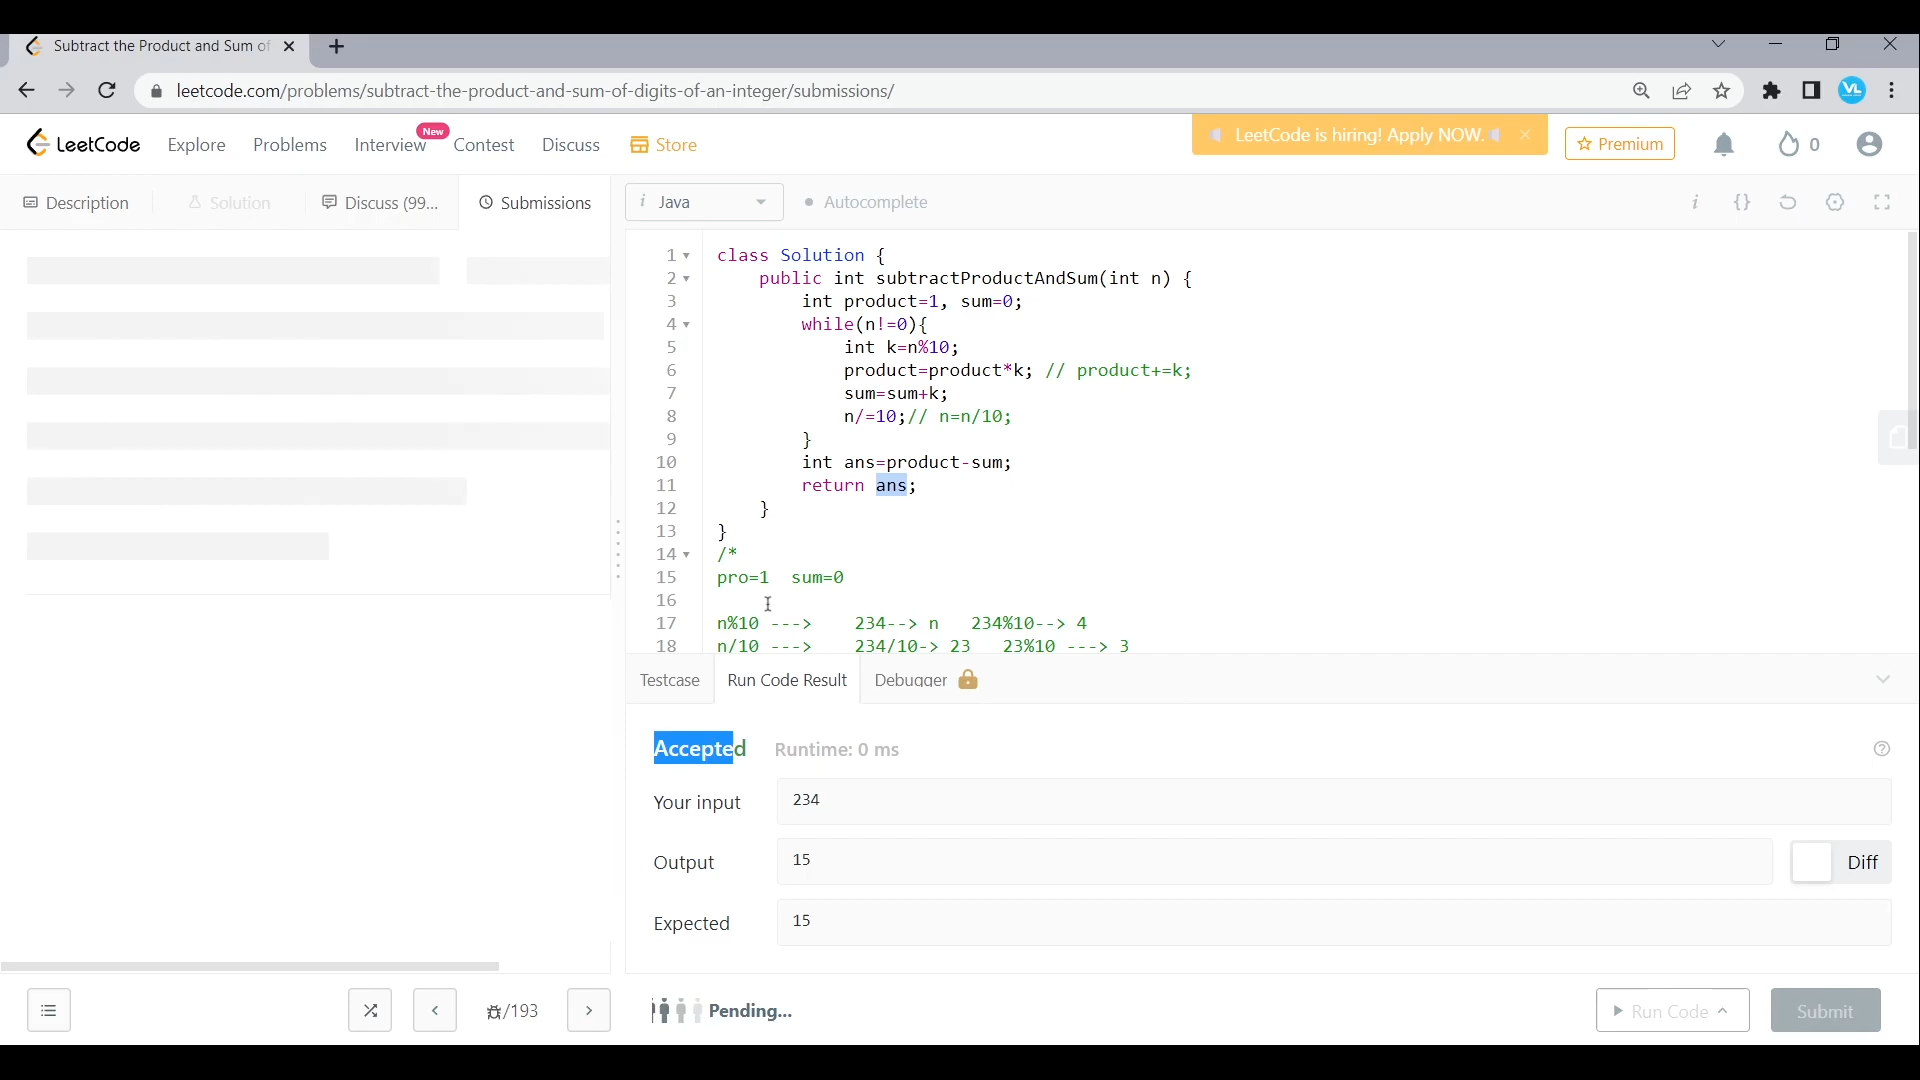 Subtract the Product and Sum of
leetcode.com/problems/subtract-the-product-and-sum-of-digits-of-an-integer/submissions/
VL
LeetCode
Explore
Problems
Interview
New
Contest
Discuss
Store
LeetCode is hiring! Apply NOW.
Premium
0
Description
Solution
Discuss (99...
Submissions
i Java
Autocomplete
i {}
1 class Solution {
2 public int subtractProductAndSum(int n) {
3 int product=1, sum=0;
4 while(n!=0){
5 int k=n%10;
6 product=product*k; // product+=k;
7 sum=sum+k;
8 n/=10;// n=n/10;
9 }
10 int ans=product-sum;
11 return ans;
12 }
13 }
14 /*
15 pro=1 sum=0
16
17 n%10 ---> 234--> n 234%10--> 4
18 n/10 ---> 234/10-> 23 23%10 ---> 3
Testcase
Run Code Result
Debugger
Accepted Runtime: 0 ms
Your input 234
Output 15
Diff
Expected 15
/193
Pending...
Run Code
Submit